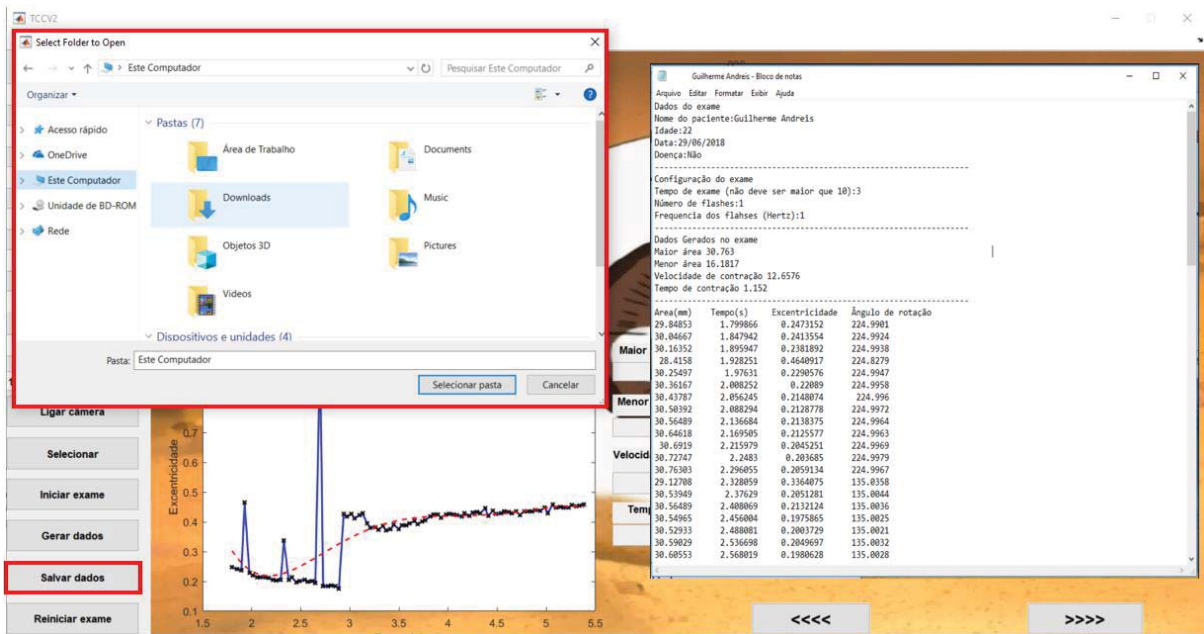 TCCV2
Select Folder to Open
Este Computador
Pesquisar Este Computador
Organizar
Acesso rápido
OneDrive
Este Computador
Unidade de BD-ROM
Rede
Pastas (7)
Área de Trabalho
Documents
Downloads
Music
Objetos 3D
Pictures
Videos
Dispositivos e unidades (4)
Pasta: Este Computador
Selecionar pasta
Cancelar
Ligar câmera
Selecionar
Iniciar exame
Gerar dados
Salvar dados
Reiniciar exame
Excentricidade
0.7
0.6
0.5
0.4
0.3
0.2
0.1
1.5 2 2.5 3 3.5 4 4.5 5 5.5
Maior
Menor
Guilherme Andreis - Bloco de notas
Arquivo Editar Formatar Exibir Ajuda
Dados do exame
Nome do paciente:Guilherme Andreis
Idade:22
Data:29/06/2018
Doença:Não
Configuração do exame
Tempo de exame (não deve ser maior que 10):3
Número de flashes:1
Frequencia dos flahses (Hertz):1
Dados Gerados no exame
Maior área 30.763
Menor área 16.1817
Velocidade de contração 12.6576
Tempo de contração 1.152
Area(mm) Tempo(s) Excentricidade Ângulo de rotação
29.84853 1.799866 0.2473152 224.9901
30.04667 1.847942 0.2413554 224.9924
30.16352 1.895947 0.2381892 224.9938
28.4158 1.928251 0.4640917 224.8279
30.25497 1.97631 0.2290576 224.9947
30.36167 2.008252 0.22089 224.9958
30.43787 2.056245 0.2148074 224.996
30.50392 2.088294 0.2128778 224.9972
30.56489 2.136684 0.2138375 224.9964
30.64618 2.169505 0.2125577 224.9963
30.6919 2.215979 0.2045251 224.9969
30.72747 2.2483 0.203685 224.9979
30.76303 2.296055 0.2059134 224.9967
29.12708 2.328059 0.3364075 135.0358
30.53949 2.37629 0.2051281 135.0044
30.56489 2.408069 0.2132124 135.0036
30.54965 2.456004 0.1975865 135.0025
30.52933 2.488081 0.2003729 135.0021
30.59029 2.536698 0.2049697 135.0032
30.60553 2.568019 0.1980628 135.0028
<<<<
>>>>